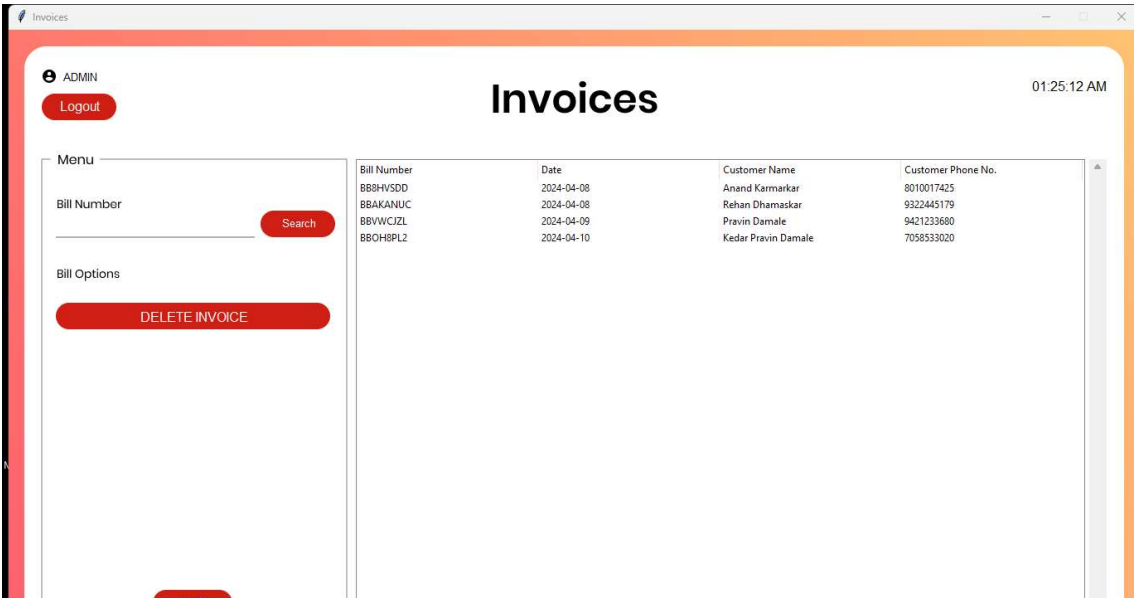 Invoices
ADMIN
Logout
Invoices
01:25:12 AM
Menu
Bill Number
Search
Bill Options
DELETE INVOICE
Bill Number Date Customer Name Customer Phone No.
BB8HVSDD 2024-04-08 Anand Karmarkar 8010017425
BBAKANUC 2024-04-08 Rehan Dhamaskar 9322445179
BBVWCJZL 2024-04-09 Pravin Damale 9421233680
BBOH8PL2 2024-04-10 Kedar Pravin Damale 7058533020